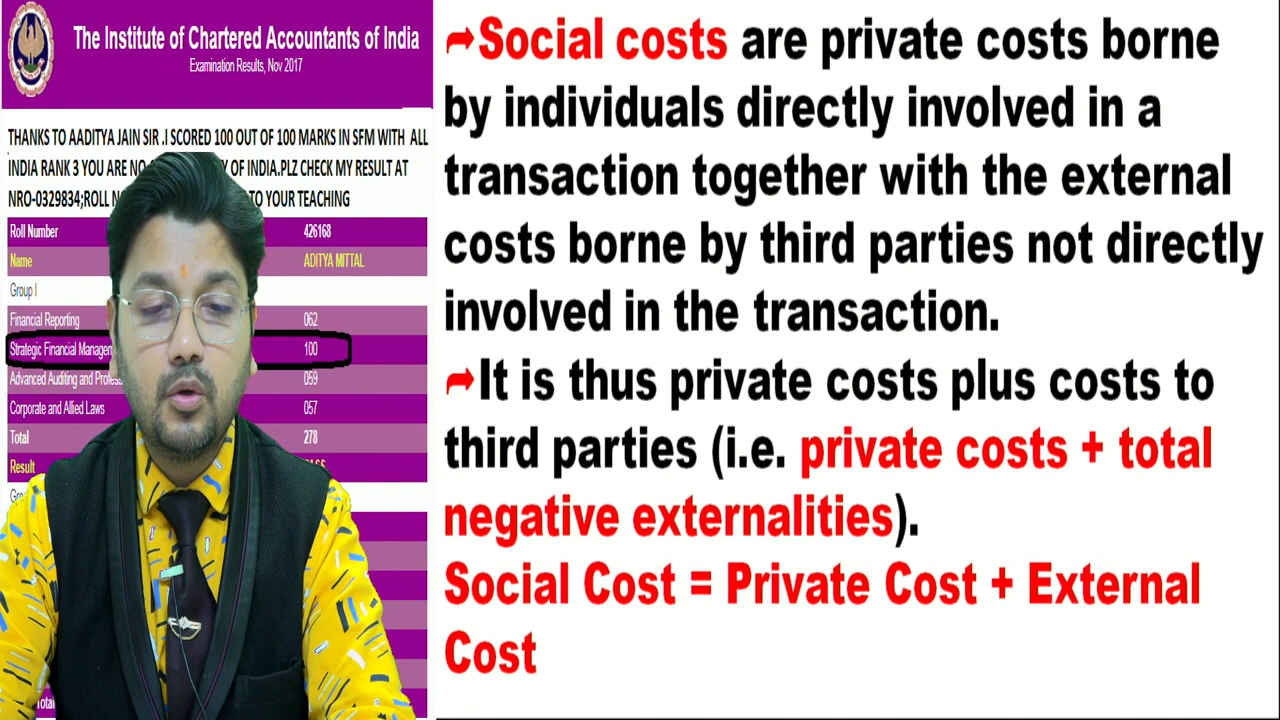 The Institute of Chartered Accountants of India
Examination Results, Nov 2017
THANKS TO AADITYA JAIN SIR .I SCORED 100 OUT OF 100 MARKS IN SFM WITH ALL
INDIA RANK 3 YOU ARE NO OF INDIA.PLZ CHECK MY RESULT AT
NRO-0329834;ROLL TO YOUR TEACHING
Roll Number 426168
Name ADITYA MITTAL
Group I
Financial Reporting 062
Strategic Financial 100
Advanced Auditing and 059
Corporate and Allied Laws 057
Total 278
Result
➦Social costs are private costs borne
by individuals directly involved in a
transaction together with the external
costs borne by third parties not directly
involved in the transaction.
➦It is thus private costs plus costs to
third parties (i.e. private costs + total
negative externalities).
Social Cost = Private Cost + External
Cost